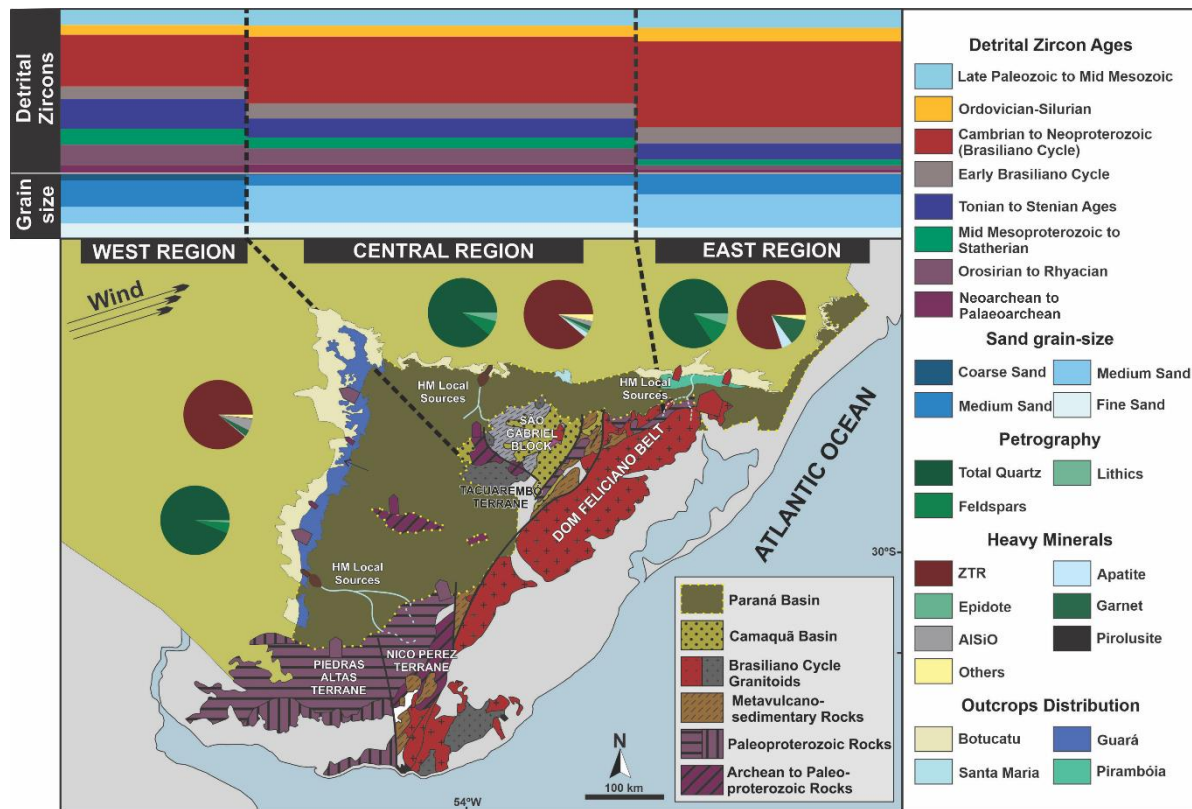 Detrital
Zircons
Grain
size
WEST REGION
CENTRAL REGION
EAST REGION
Wind
HM Local
Sources
HM Local
Sources
SÃO
GABRIEL
BLOCK
TACUAREMBÓ
TERRANE
DOM FELICIANO BELT
ATLANTIC OCEAN
HM Local
Sources
30ºS
PIEDRAS
ALTAS
TERRANE
NICO PEREZ
TERRANE
54ºW
N
100 km
Paraná Basin
Camaquã Basin
Brasiliano Cycle
Granitoids
Metavulcano-
sedimentary Rocks
Paleoproterozoic Rocks
Archean to Paleo-
proterozoic Rocks
Detrital Zircon Ages
Late Paleozoic to Mid Mesozoic
Ordovician-Silurian
Cambrian to Neoproterozoic
(Brasiliano Cycle)
Early Brasiliano Cycle
Tonian to Stenian Ages
Mid Mesoproterozoic to
Statherian
Orosirian to Rhyacian
Neoarchean to
Palaeoarchean
Sand grain-size
Coarse Sand
Medium Sand
Medium Sand
Fine Sand
Petrography
Total Quartz
Lithics
Feldspars
Heavy Minerals
ZTR
Apatite
Epidote
Garnet
AlSiO
Pirolusite
Others
Outcrops Distribution
Botucatu
Guará
Santa Maria
Pirambóia